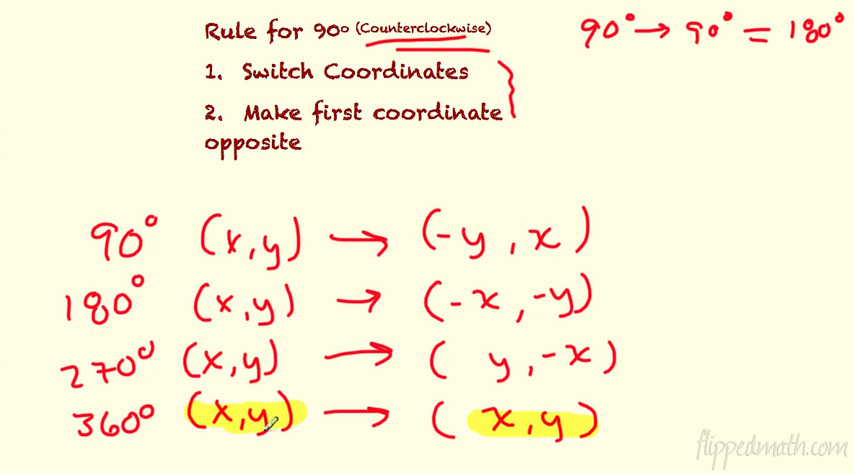 Rule for 90° (Counterclockwise)
90° → 90° = 180°
1. Switch Coordinates
2. Make first coordinate
opposite
90° (x,y) → (-y, x)
180° (x,y) → (-x, -y)
270° (x,y) → ( y, -x)
360° (x,y) → ( x, y)
flippedmath.com